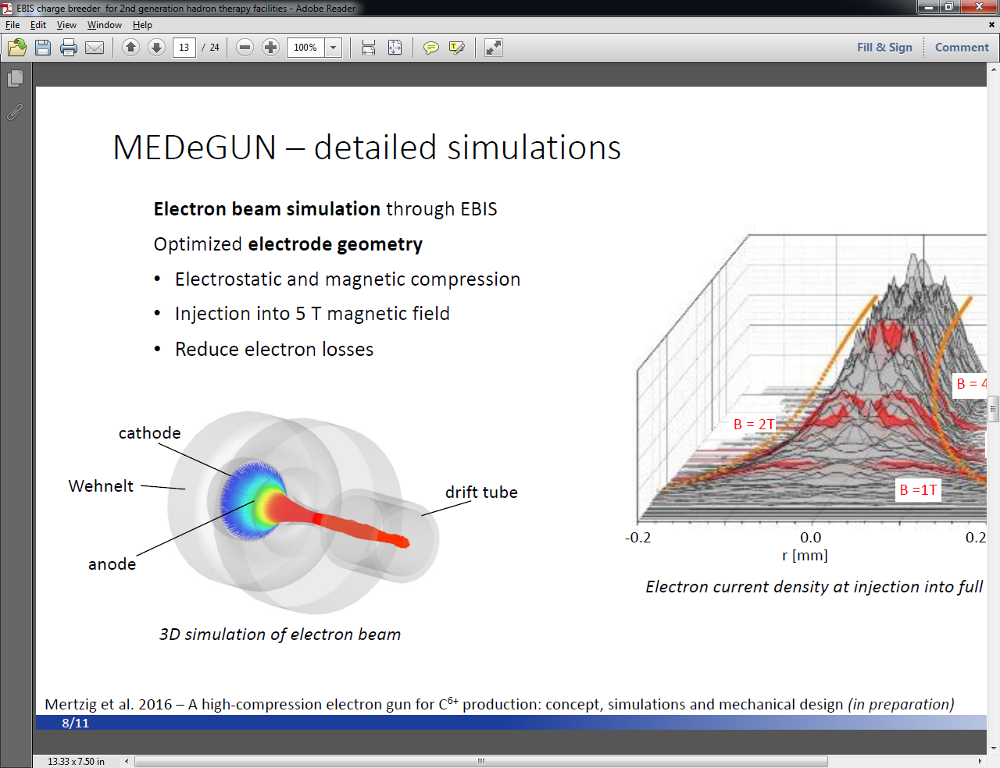 EBIS charge breeder for 2nd generation hadron therapy facilities - Adobe Reader
File Edit View Window Help
13 / 24
100%
Fill & Sign
Comment
MEDeGUN – detailed simulations
Electron beam simulation through EBIS
Optimized electrode geometry
• Electrostatic and magnetic compression
• Injection into 5 T magnetic field
• Reduce electron losses
cathode
Wehnelt
anode
drift tube
3D simulation of electron beam
B = 4
B = 2T
B =1T
-0.2 0.0 0.2
r [mm]
Electron current density at injection into full
Mertzig et al. 2016 – A high-compression electron gun for C⁶⁺ production: concept, simulations and mechanical design (in preparation)
8/11
13.33 x 7.50 in